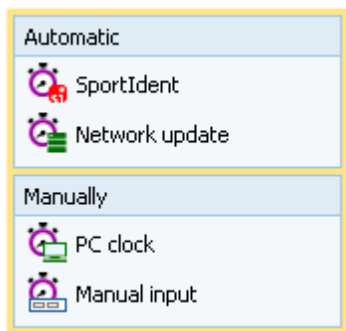 Automatic
SportIdent
Network update
Manually
PC clock
Manual input